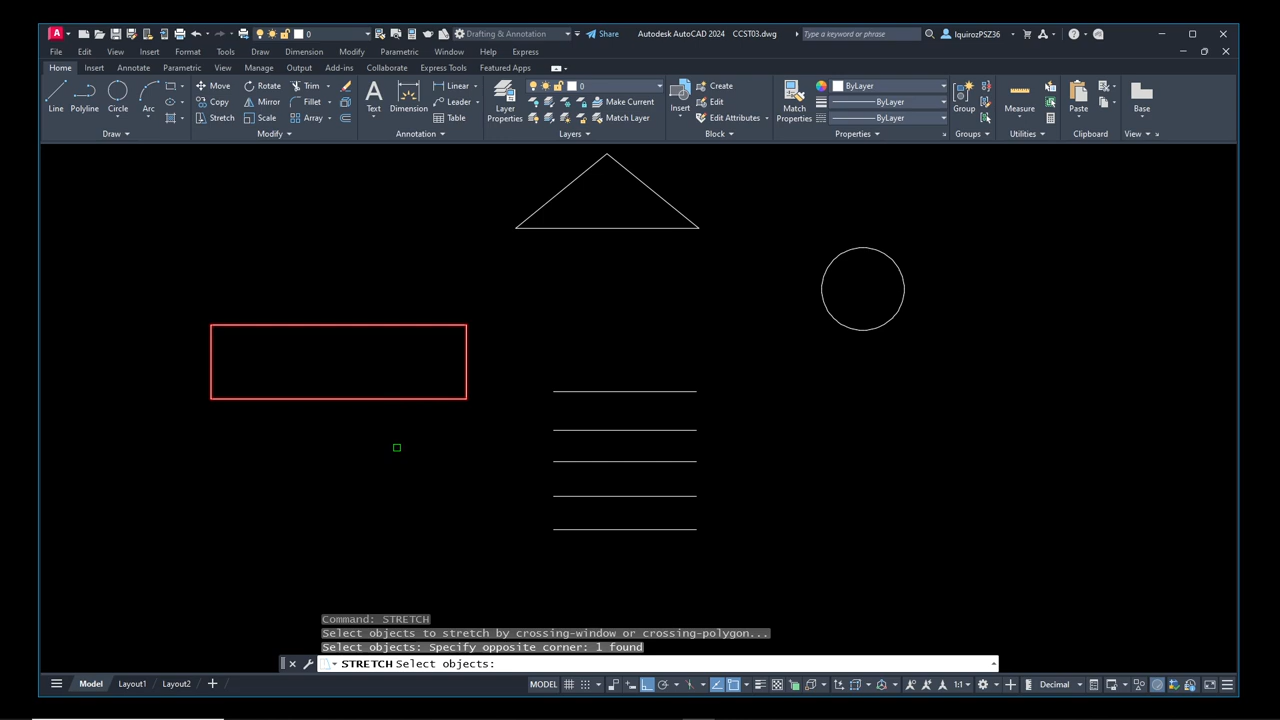 A 0 Drafting & Annotation Share Autodesk AutoCAD 2024 CCST03.dwg Type a keyword or phrase IquirozPSZ36
File Edit View Insert Format Tools Draw Dimension Modify Parametric Window Help Express
Home Insert Annotate Parametric View Manage Output Add-ins Collaborate Express Tools Featured Apps
Move Rotate Trim Linear 0 Create ByLayer
Copy Mirror Fillet Leader Make Current Edit ByLayer
Line Polyline Circle Arc Text Dimension Layer Properties Insert Match Properties Group Measure Paste Base
Stretch Scale Array Table Match Layer Edit Attributes ByLayer
Draw Modify Annotation Layers Block Properties Groups Utilities Clipboard View
Command: STRETCH
Select objects to stretch by crossing-window or crossing-polygon...
Select objects: Specify opposite corner: 1 found
STRETCH Select objects:
Model Layout1 Layout2 + MODEL 1:1 Decimal